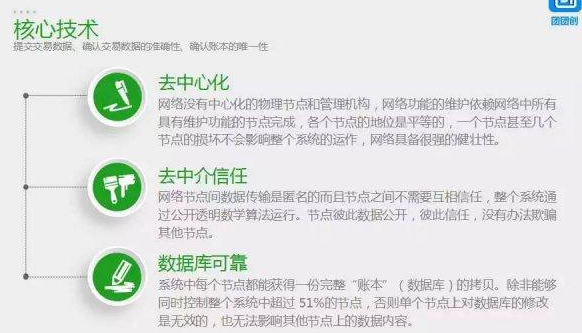 团团创
核心技术
提交交易数据、确认交易数据的准确性、确认账本的唯一性
去中心化
网络没有中心化的物理节点和管理机构，网络功能的维护依赖网络中所有
具有维护功能的节点完成，各个节点的地位是平等的，一个节点甚至几个
节点的损坏不会影响整个系统的运作，网络具备很强的健壮性。
去中介信任
网络节点间数据传输是匿名的而且节点之间不需要互相信任，整个系统通
过公开透明数学算法运行。节点彼此数据公开，彼此信任，没有办法欺骗
其他节点。
数据库可靠
系统中每个节点都能获得一份完整“账本”（数据库）的拷贝。除非能够
同时控制整个系统中超过 51%的节点，否则单个节点上对数据库的修改
是无效的，也无法影响其他节点上的数据内容。